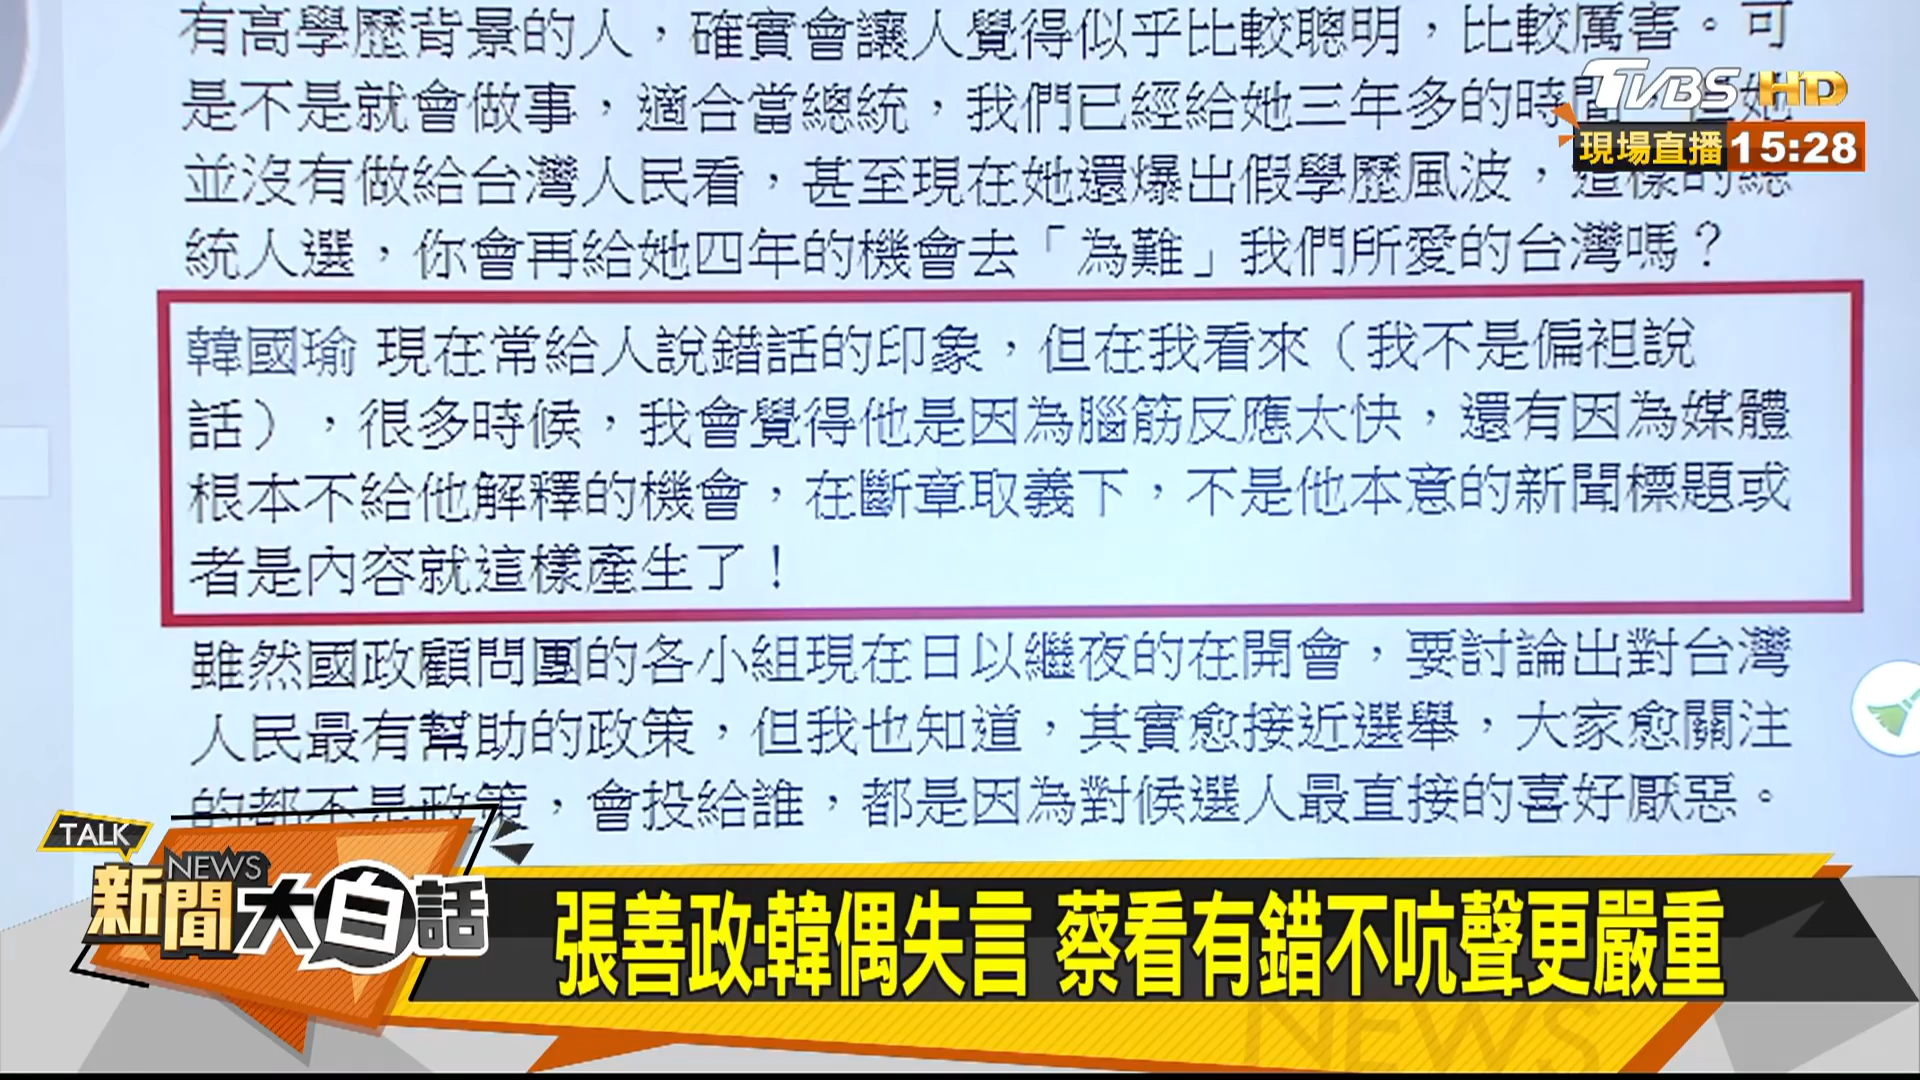 有高學歷背景的人，確實會讓人覺得似乎比較聰明，比較厲害。可
是不是就會做事，適合當總統，我們已經給她三年多的時間，但她
並沒有做給台灣人民看，甚至現在她還爆出假學歷風波，這樣的總
統人選，你會再給她四年的機會去「為難」我們所愛的台灣嗎？
韓國瑜 現在常給人說錯話的印象，但在我看來（我不是偏袒說
話），很多時候，我會覺得他是因為腦筋反應太快，還有因為媒體
根本不給他解釋的機會，在斷章取義下，不是他本意的新聞標題或
者是內容就這樣產生了！
雖然國政顧問團的各小組現在日以繼夜的在開會，要討論出對台灣
人民最有幫助的政策，但我也知道，其實愈接近選舉，大家愈關注
的都不是政策，會投給誰，都是因為對候選人最直接的喜好厭惡。
TVBS HD
現場直播 15:28
TALK
NEWS
新聞大白話
張善政:韓偶失言 蔡看有錯不吭聲更嚴重
NEWS